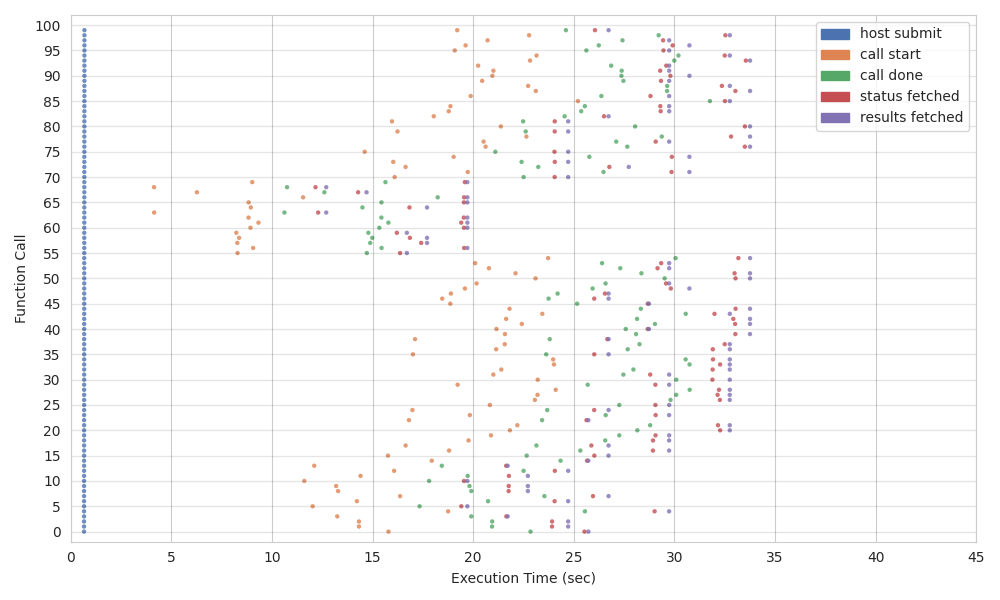 100
95
90
85
80
75
70
65
60
55
50
45
40
35
30
25
20
15
10
5
0
Function Call
0 5 10 15 20 25 30 35 40 45
Execution Time (sec)
host submit
call start
call done
status fetched
results fetched